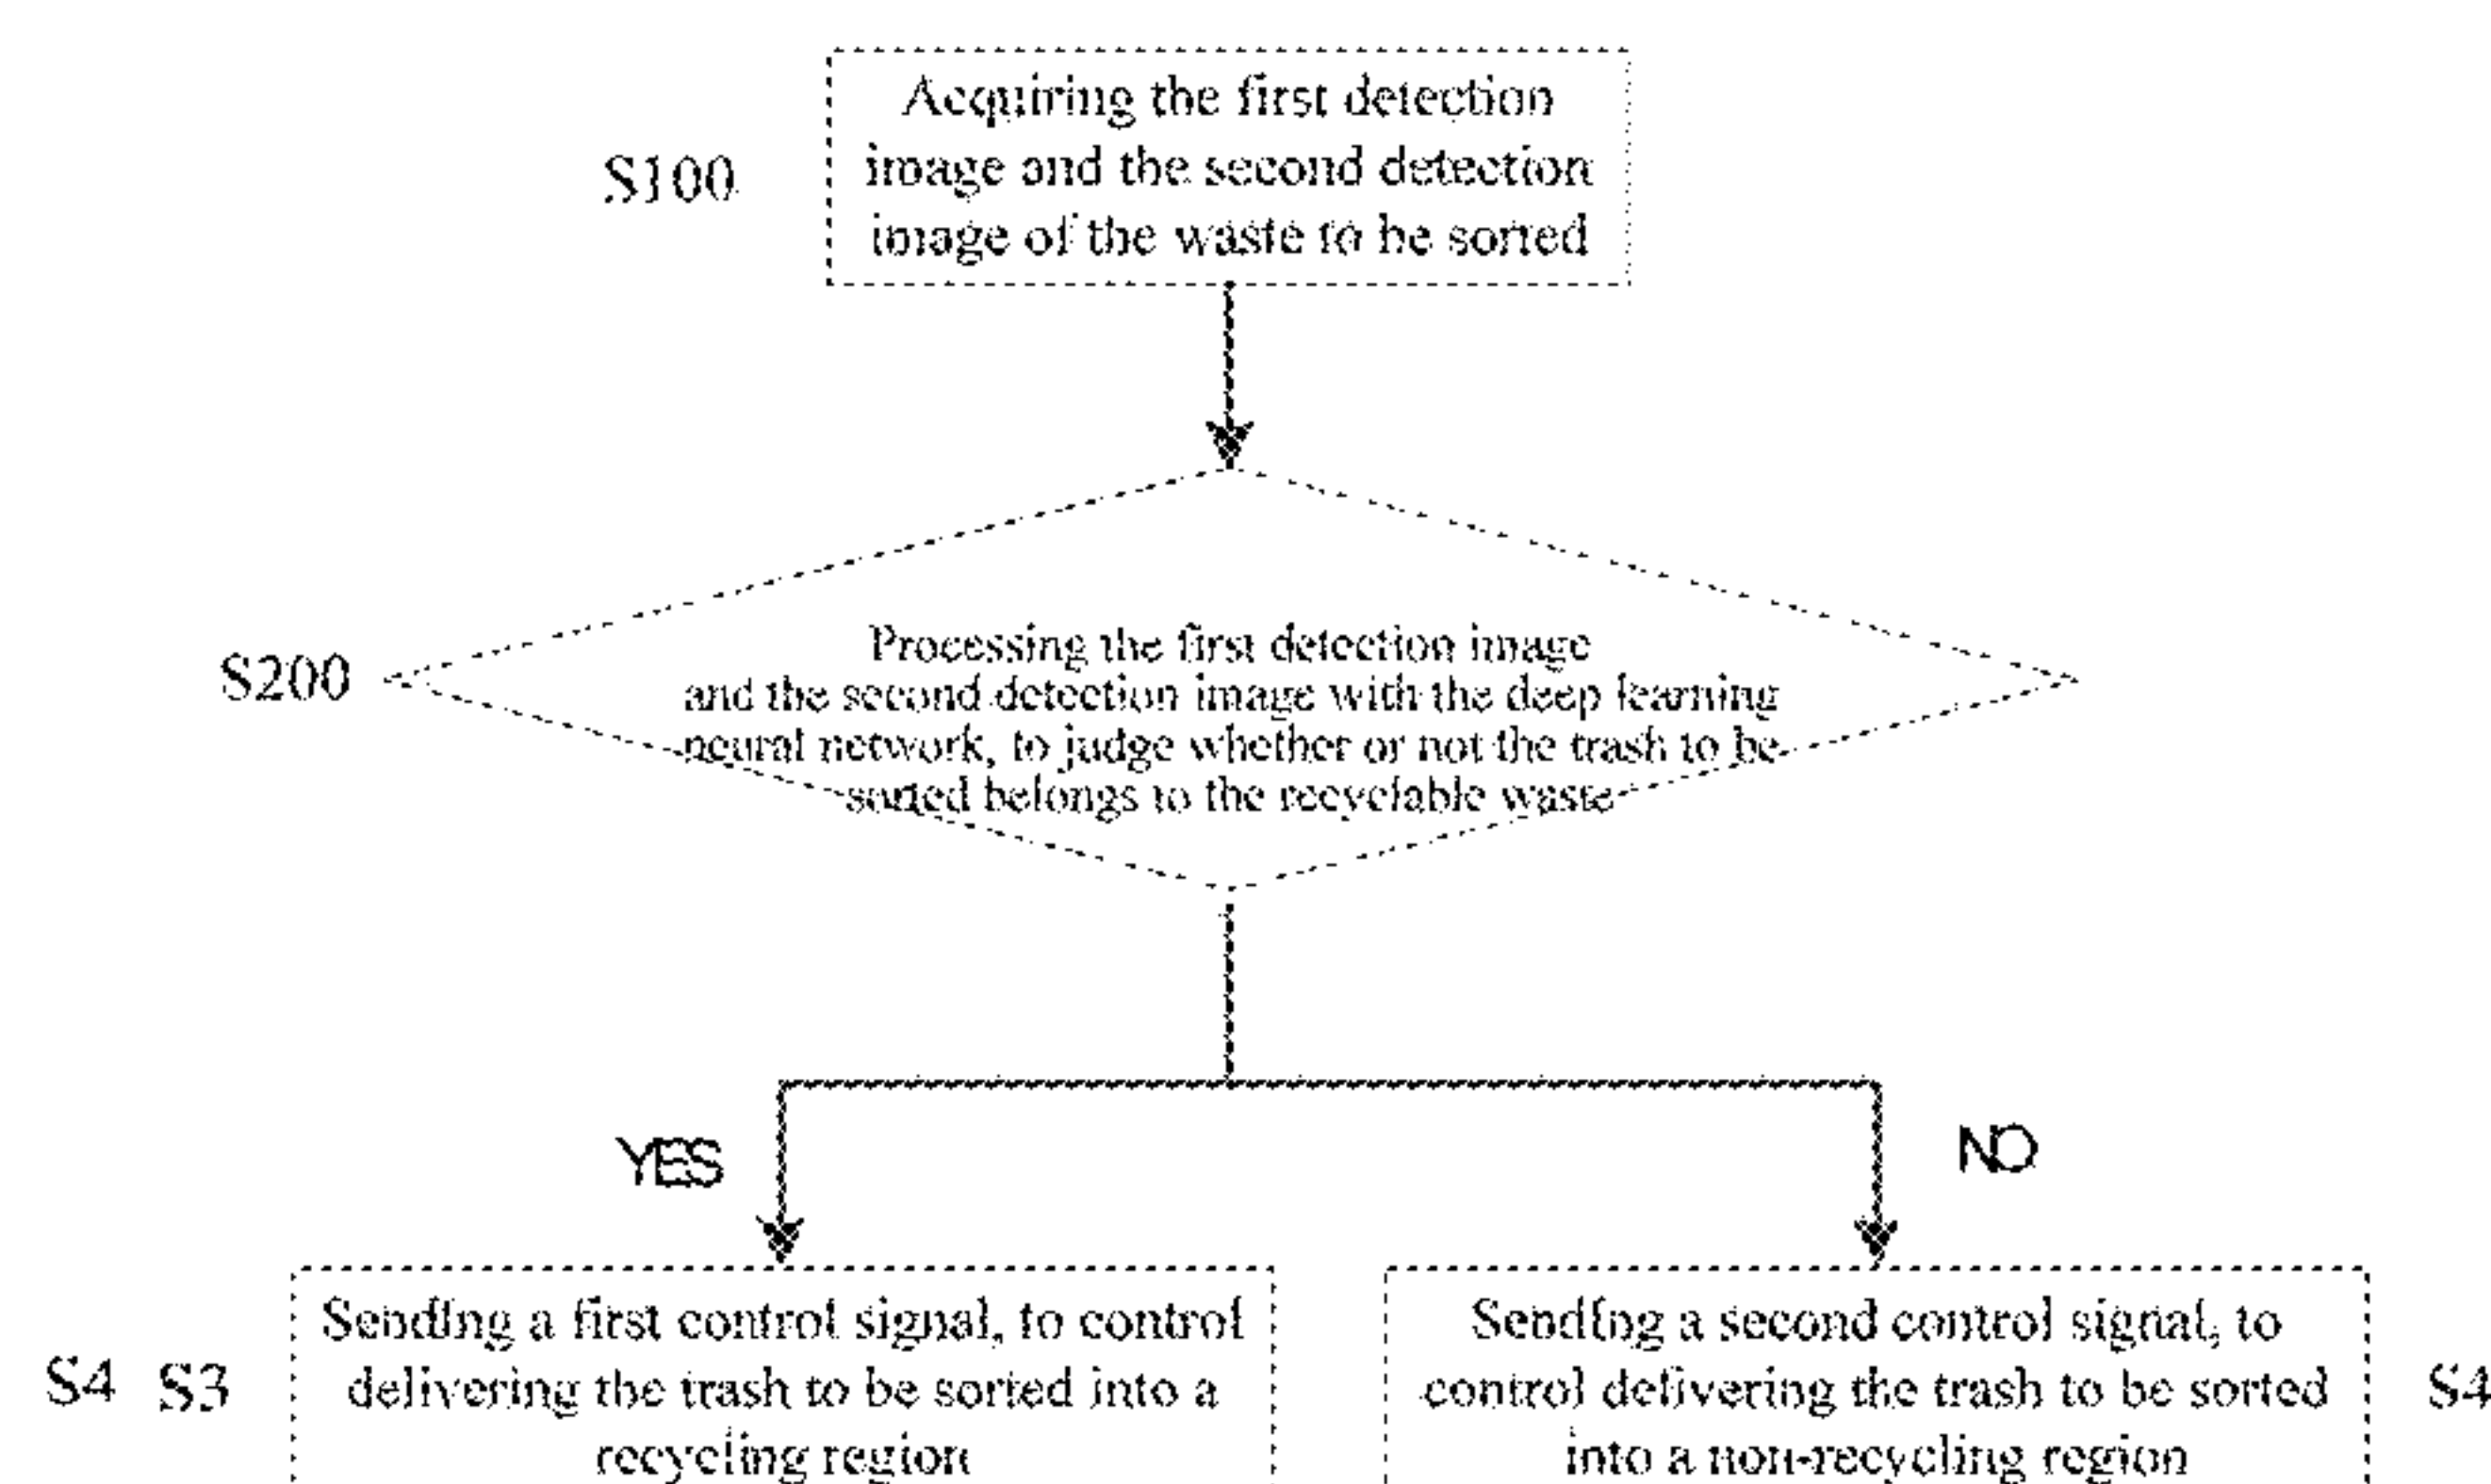 Acquiring the first detection
image and the second detection
image of the waste to be sorted
S100
Processing the first detection image
and the second detection image with the deep learning
neural network, to judge whether or not the trash to be
sorted belongs to the recyclable waste
S200
YES
NO
S4 S3
Sending a first control signal, to control
delivering the trash to be sorted into a
recycling region
Sending a second control signal, to
control delivering the trash to be sorted
into a non-recycling region
S4